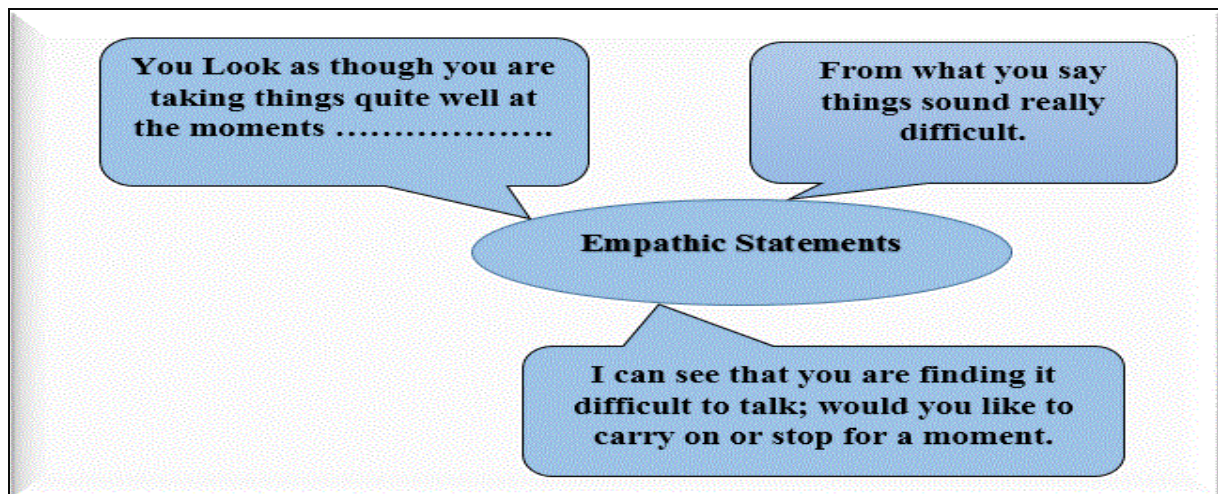 You Look as though you are
taking things quite well at
the moments ………………….
From what you say
things sound really
difficult.
Empathic Statements
I can see that you are finding it
difficult to talk; would you like to
carry on or stop for a moment.